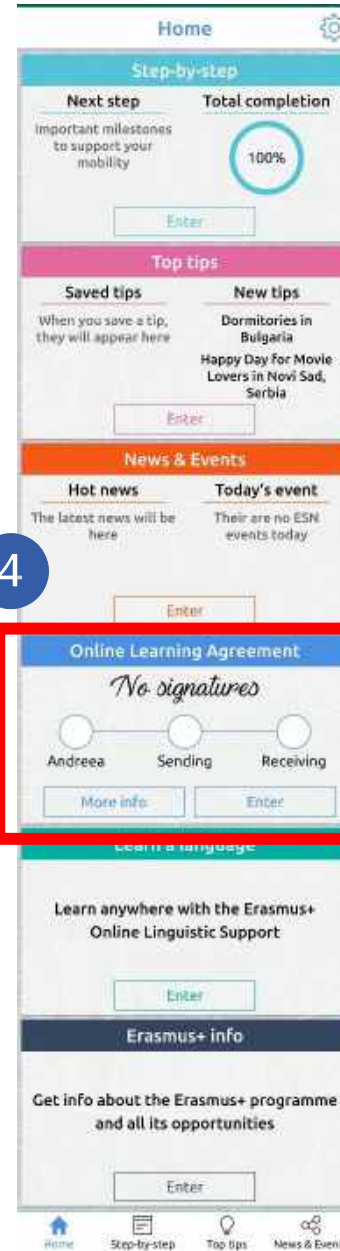 Home
Step-by-step
Next step
Total completion
Important milestones
to support your
mobility
100%
Enter
Top tips
Saved tips
New tips
When you save a tip,
they will appear here
Dormitories in
Bulgaria
Happy Day for Movie
Lovers in Novi Sad,
Serbia
Enter
News & Events
Hot news
Today's event
The latest news will be
here
Their are no ESN
events today
Enter
4
Online Learning Agreement
No signatures
Andreea
Sending
Receiving
More info
Enter
Learn a language
Learn anywhere with the Erasmus+
Online Linguistic Support
Enter
Erasmus+ info
Get info about the Erasmus+ programme
and all its opportunities
Enter
Home
Step-by-step
Top tips
News & Even